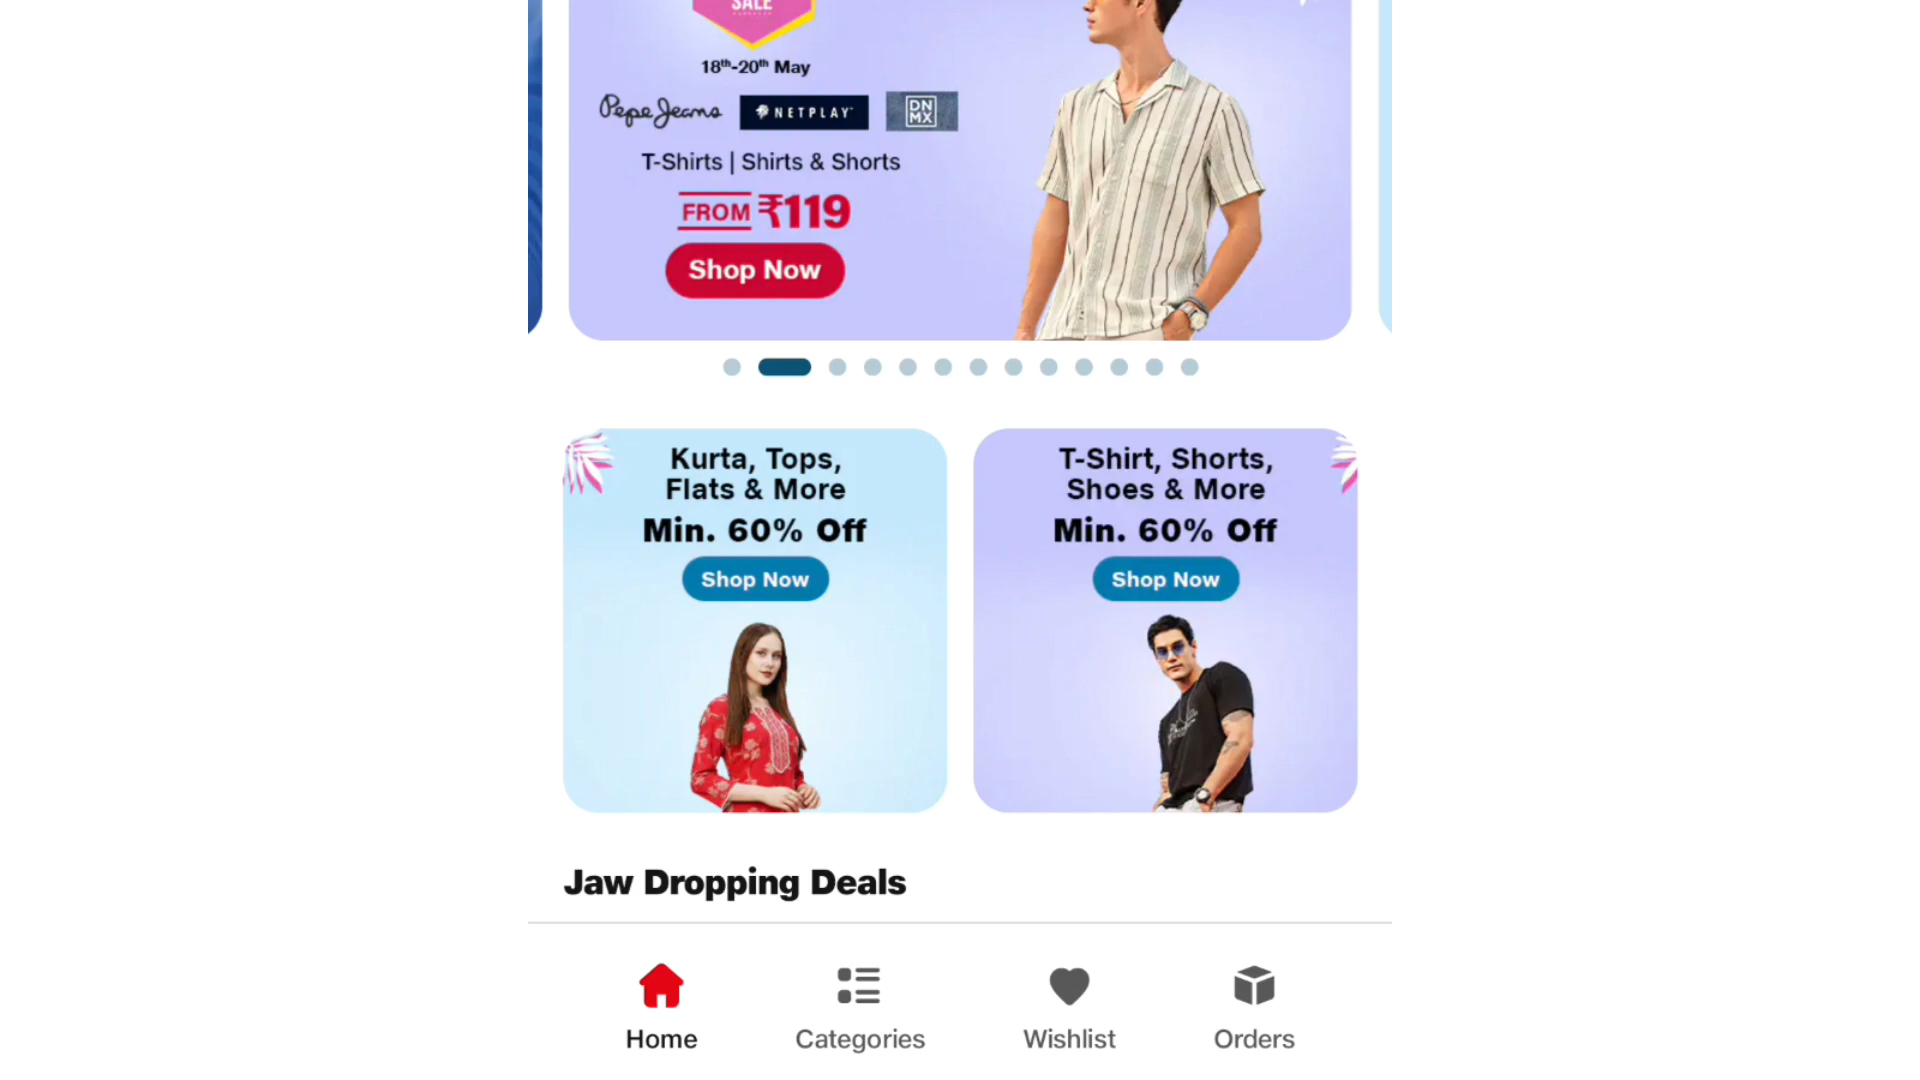 SALE
18th-20th May
Pepe Jeans NETPLAY DN MX
T-Shirts | Shirts & Shorts
FROM ₹119
Shop Now
Kurta, Tops,
Flats & More
Min. 60% Off
Shop Now
T-Shirt, Shorts,
Shoes & More
Min. 60% Off
Shop Now
Jaw Dropping Deals
Home Categories Wishlist Orders